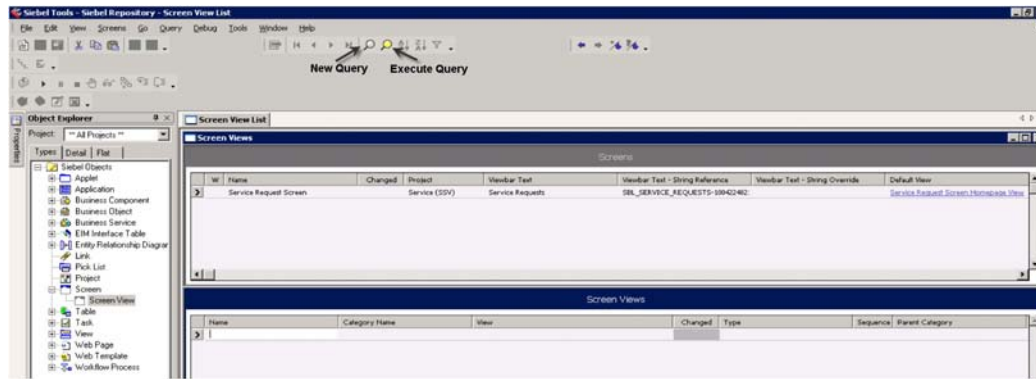 Siebel Tools - Siebel Repository - Screen View List
File Edit View Screens Go Query Debug Tools Window Help
New Query Execute Query
Object Explorer
Project: ** All Projects **
Properties
Types Detail Flat
Siebel Objects
Applet
Application
Business Component
Business Object
Business Service
EIM Interface Table
Entity Relationship Diagram
Link
Pick List
Project
Screen
Screen View
Table
Task
View
Web Page
Web Template
Workflow Process
Screen View List
Screen Views
Screens
W Name Changed Project Viewbar Text Viewbar Text - String Reference Viewbar Text - String Override Default View
Service Request Screen Service (SSV) Service Requests Service Request Screen Homepage View
Screen Views
Name Category Name View Changed Type Sequence Parent Category